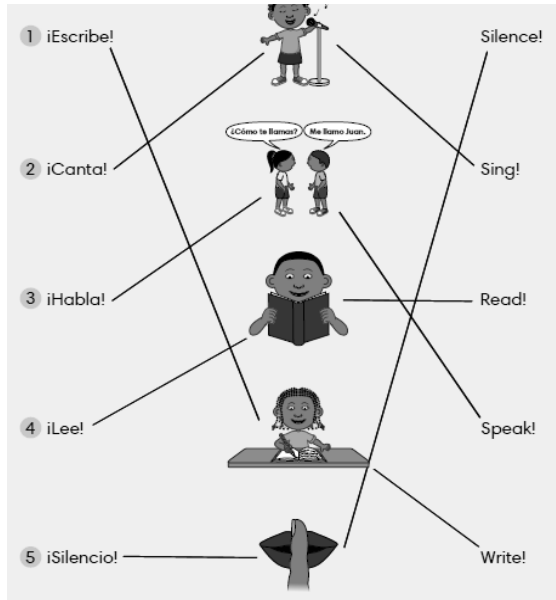 1 ¡Escribe! Silence!
¿Cómo te llamas? Me llamo Juan.
2 ¡Canta! Sing!
3 ¡Habla! Read!
4 ¡Lee! Speak!
5 ¡Silencio! Write!